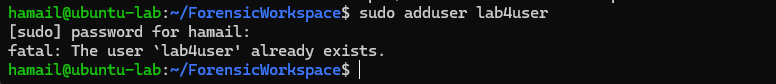 hamail@ubuntu-lab:~/ForensicWorkspace$ sudo adduser lab4user
[sudo] password for hamail:
fatal: The user `lab4user' already exists.
hamail@ubuntu-lab:~/ForensicWorkspace$